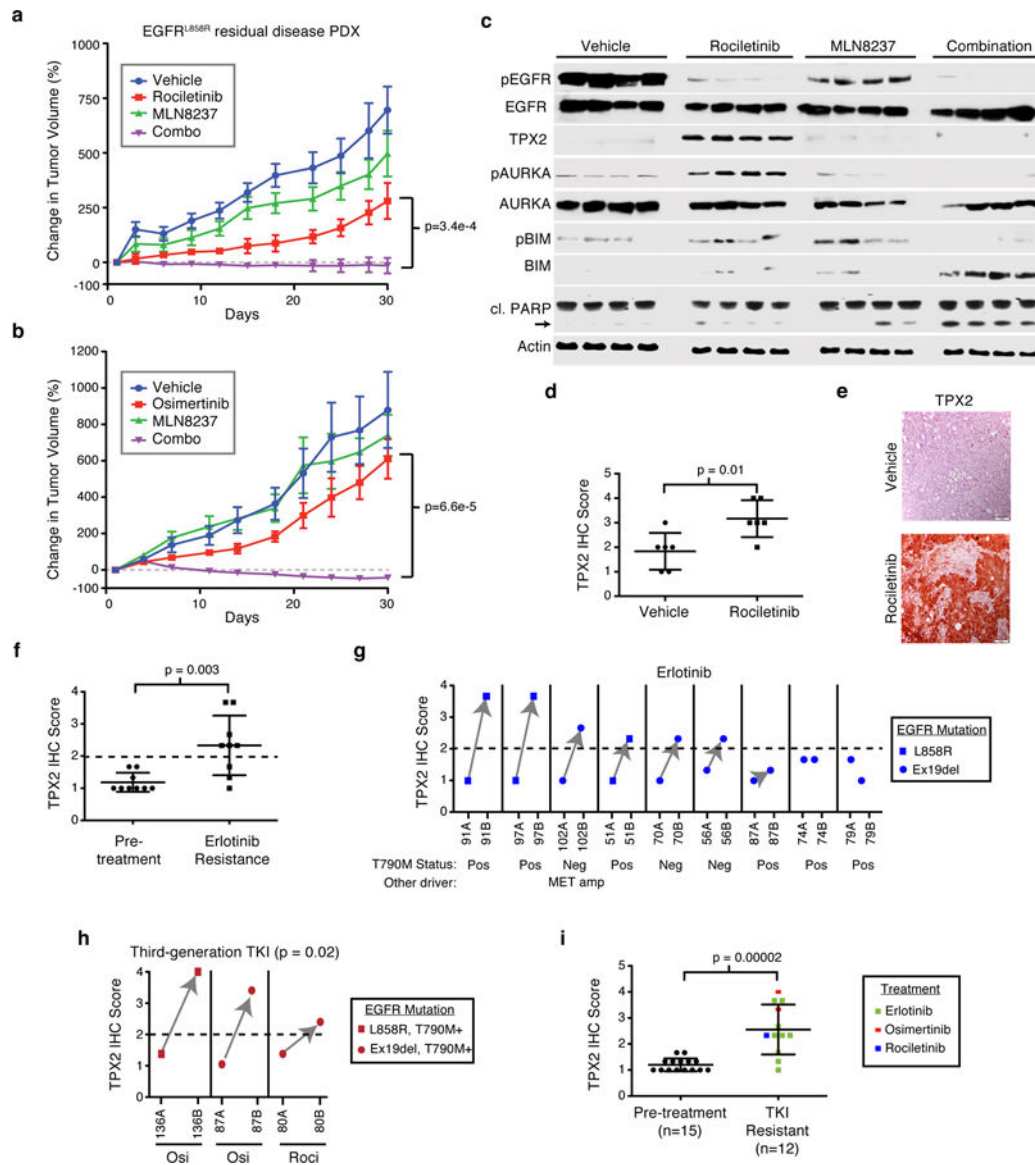 a
EGFR^L858R residual disease PDX
Change in Tumor Volume (%)
1000
750
500
250
0
-100
Vehicle
Rociletinib
MLN8237
Combo
p=3.4e-4
0 10 20 30
Days
b
Change in Tumor Volume (%)
1200
1000
800
600
400
200
0
-100
Vehicle
Osimertinib
MLN8237
Combo
p=6.6e-5
0 10 20 30
Days
c
Vehicle Rociletinib MLN8237 Combination
pEGFR
EGFR
TPX2
pAURKA
AURKA
pBIM
BIM
cl. PARP
Actin
d
p = 0.01
TPX2 IHC Score
5
4
3
2
1
0
Vehicle Rociletinib
e
TPX2
Vehicle
Rociletinib
f
p = 0.003
TPX2 IHC Score
4
3
2
1
0
Pre-treatment
Erlotinib Resistance
g
Erlotinib
TPX2 IHC Score
4
3
2
1
0
91A 91B 97A 97B 102A 102B 51A 51B 70A 70B 56A 56B 87A 87B 74A 74B 79A 79B
T790M Status: Pos Pos Neg Pos Neg Neg Pos Pos Pos
Other driver: MET amp
EGFR Mutation
L858R
Ex19del
h
Third-generation TKI (p = 0.02)
TPX2 IHC Score
4
3
2
1
0
136A 136B 87A 87B 80A 80B
Osi Osi Roci
EGFR Mutation
L858R, T790M+
Ex19del, T790M+
i
p = 0.00002
TPX2 IHC Score
5
4
3
2
1
0
Pre-treatment (n=15)
TKI Resistant (n=12)
Treatment
Erlotinib
Osimertinib
Rociletinib